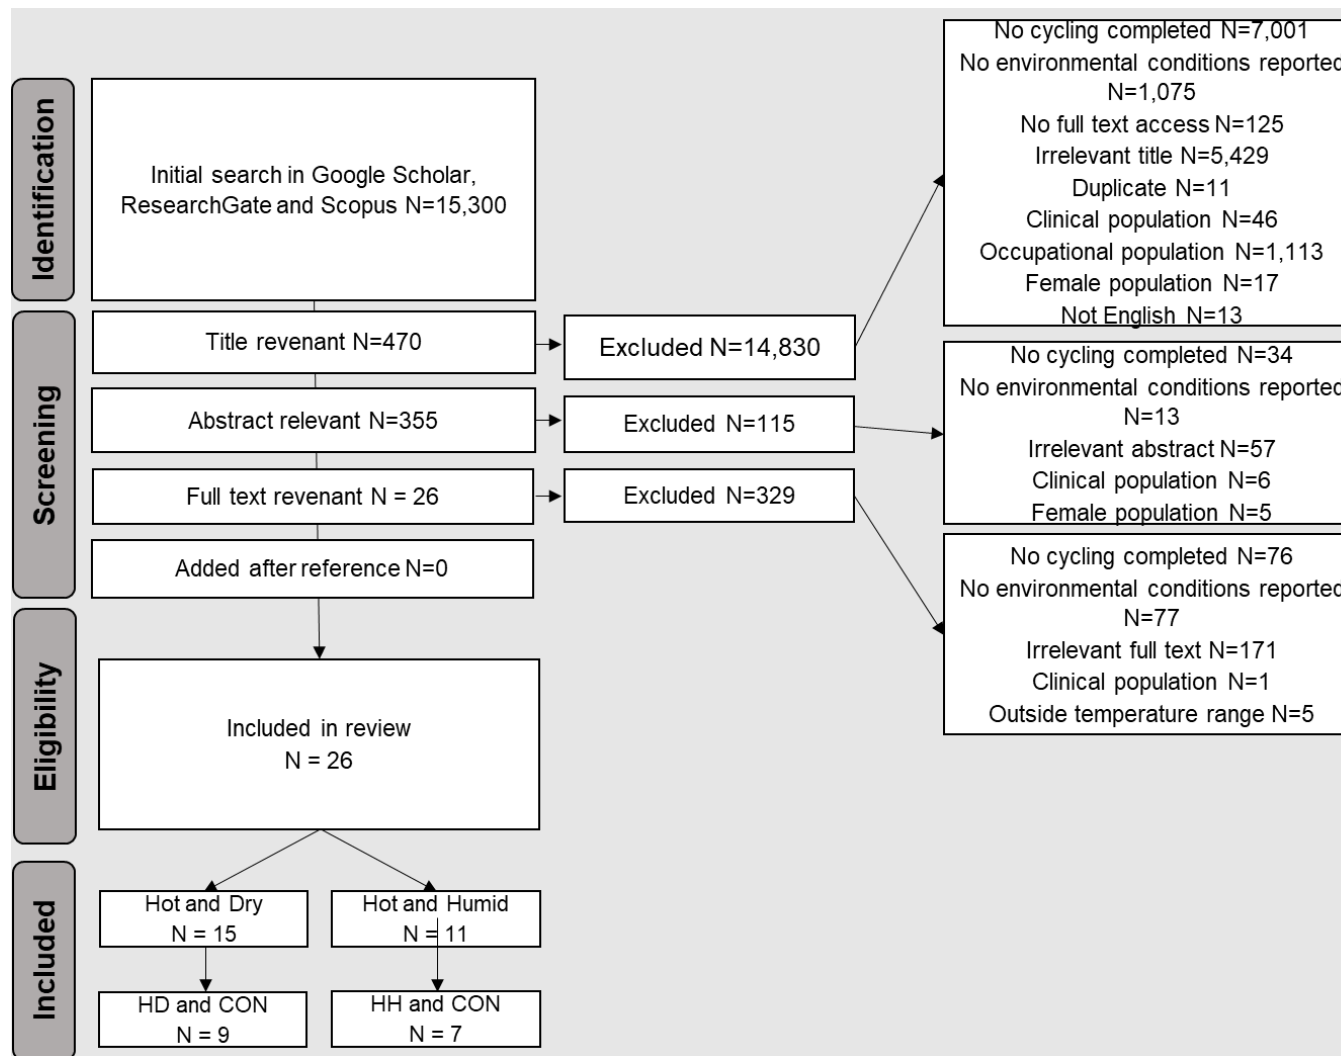 Identification
Initial search in Google Scholar,
ResearchGate and Scopus N=15,300
No cycling completed N=7,001
No environmental conditions reported
N=1,075
No full text access N=125
Irrelevant title N=5,429
Duplicate N=11
Clinical population N=46
Occupational population N=1,113
Female population N=17
Not English N=13
Screening
Title revenant N=470
Excluded N=14,830
Abstract relevant N=355
Excluded N=115
No cycling completed N=34
No environmental conditions reported
N=13
Irrelevant abstract N=57
Clinical population N=6
Female population N=5
Full text revenant N = 26
Excluded N=329
No cycling completed N=76
No environmental conditions reported
N=77
Irrelevant full text N=171
Clinical population N=1
Outside temperature range N=5
Added after reference N=0
Eligibility
Included in review
N = 26
Included
Hot and Dry
N = 15
Hot and Humid
N = 11
HD and CON
N = 9
HH and CON
N = 7